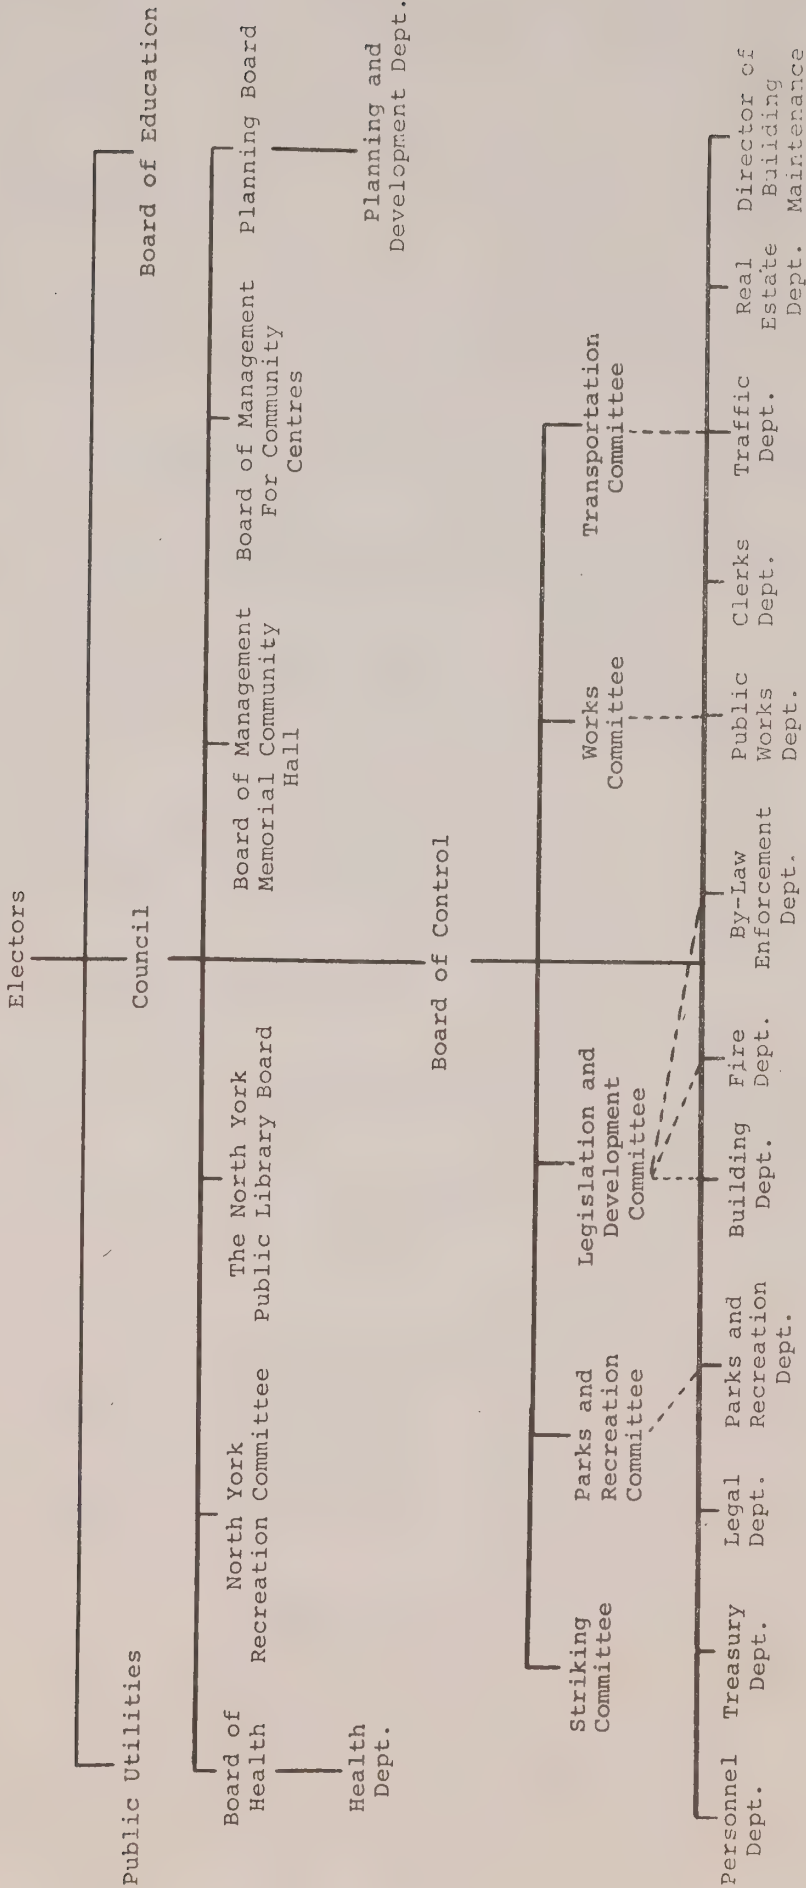 Electors
Public Utilities
Council
Board of Education
Board of
Health
North York
Recreation Committee
The North York
Public Library Board
Board of Management
Memorial Community
Hall
Board of Management
For Community
Centres
Planning Board
Health
Dept.
Planning and
Development Dept.
Board of Control
Striking
Committee
Parks and
Recreation
Committee
Legislation and
Development
Committee
Works
Committee
Transportation
Committee
Personnel
Dept.
Treasury
Dept.
Legal
Dept.
Parks and
Recreation
Dept.
Building
Dept.
Fire
Dept.
By-Law
Enforcement
Dept.
Public
Works
Dept.
Clerks
Dept.
Traffic
Dept.
Real
Estate
Dept.
Director of
Building
Maintenance